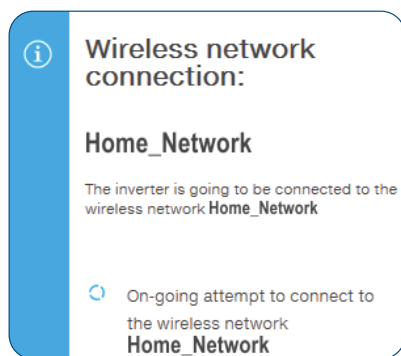 Wireless network
connection:
Home_Network
The inverter is going to be connected to the
wireless network Home_Network
On-going attempt to connect to
the wireless network
Home_Network